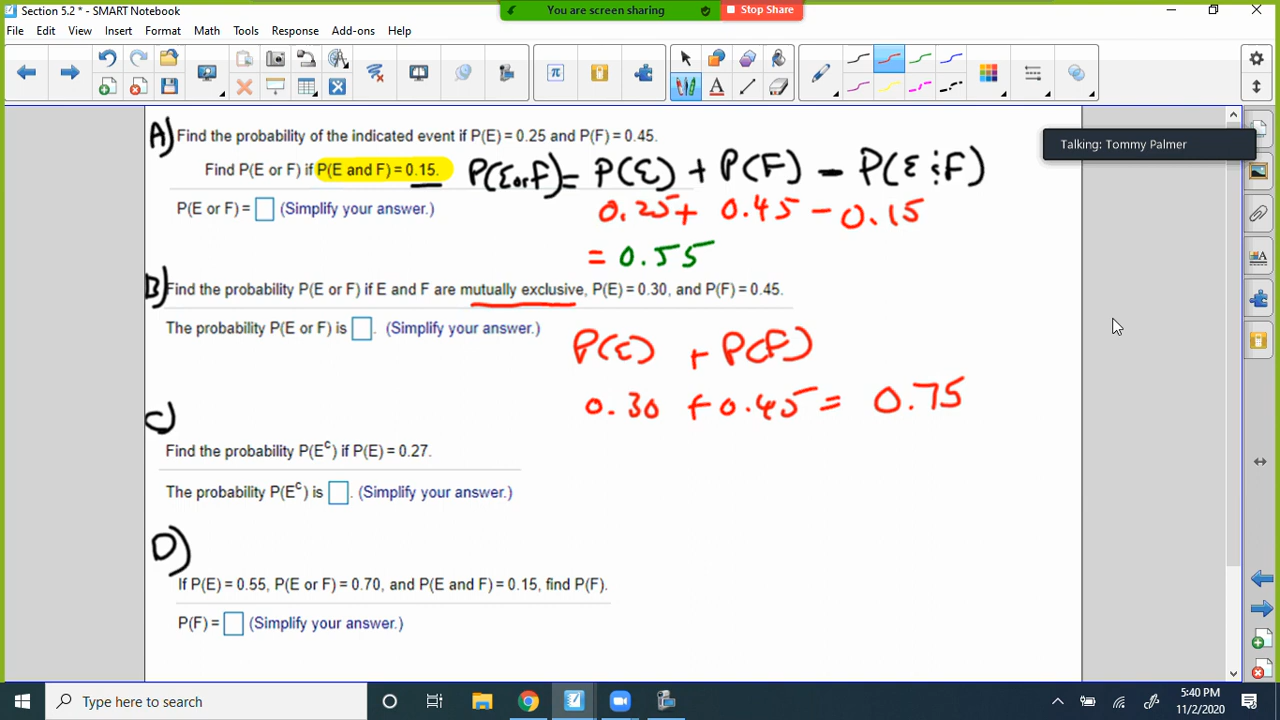 Section 5.2 * - SMART Notebook
You are screen sharing
Stop Share
File Edit View Insert Format Math Tools Response Add-ons Help
A) Find the probability of the indicated event if P(E) = 0.25 and P(F) = 0.45.
Talking: Tommy Palmer
Find P(E or F) if P(E and F) = 0.15. P(E or F) = P(E) + P(F) - P(E & F)
P(E or F) = (Simplify your answer.) 0.25 + 0.45 - 0.15
= 0.55
B) Find the probability P(E or F) if E and F are mutually exclusive, P(E) = 0.30, and P(F) = 0.45.
The probability P(E or F) is . (Simplify your answer.)
P(E) + P(F)
0.30 + 0.45 = 0.75
C)
Find the probability P(Eᶜ) if P(E) = 0.27.
The probability P(Eᶜ) is . (Simplify your answer.)
D)
If P(E) = 0.55, P(E or F) = 0.70, and P(E and F) = 0.15, find P(F).
P(F) = (Simplify your answer.)
Type here to search
5:40 PM
11/2/2020